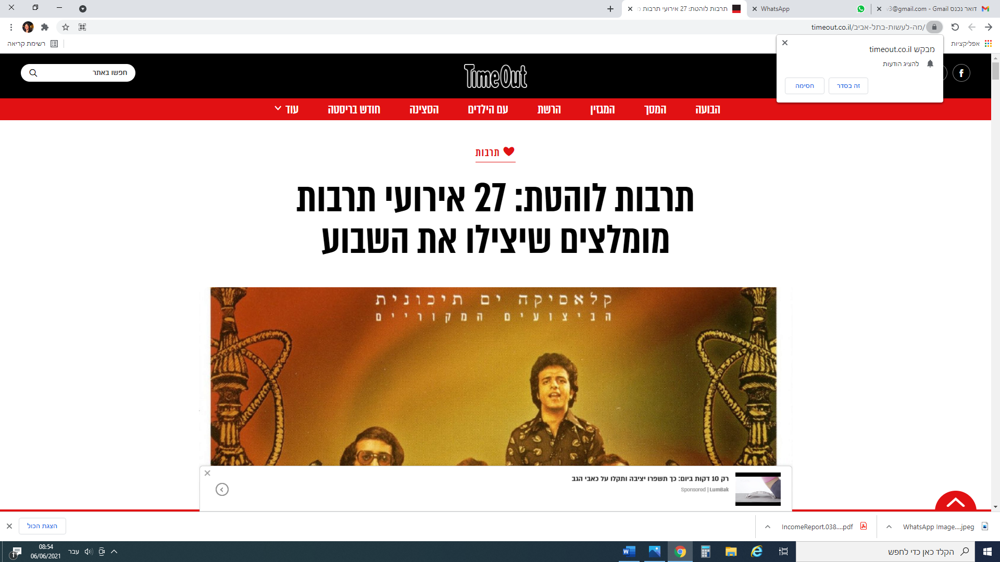 דואר נכנס v3@gmail.com - Gmail
WhatsApp
תרבות לוהטת: 27 אירועי תרבות מ
timeout.co.il/מה-לעשות-בתל-אביב/
אפליקציות
רשימת קריאה
timeout.co.il מבקש
להציג הודעות
זה בסדר
חסימה
f
TimeOut
חפשו באתר
הבועה
המסך
המגזין
הרשת
עם הילדים
הסצינה
חודש בריסטה
עוד
תרבות
תרבות לוהטת: 27 אירועי תרבות
מומלצים שיצילו את השבוע
קלאסיקה ים תיכונית
הביצועים המקוריים
רק 10 דקות ביום: כך תשפרו יציבה ותקלו על כאבי הגב
Sponsored | LumBak
WhatsApp Image....jpeg
IncomeReport.038....pdf
הצגת הכול
הקלד כאן כדי לחפש
עבר
08:54
06/06/2021
1